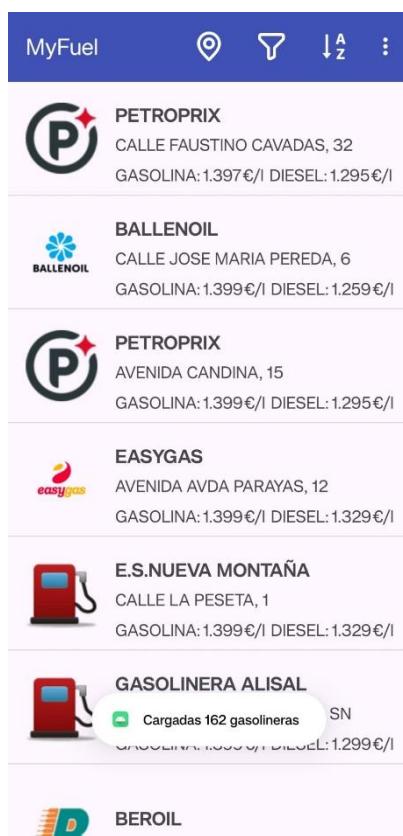 MyFuel
A
Z
P
PETROPRIX
CALLE FAUSTINO CAVADAS, 32
GASOLINA: 1.397€/l DIESEL: 1.295€/l
BALLENOIL
BALLENOIL
CALLE JOSE MARIA PEREDA, 6
GASOLINA: 1.399€/l DIESEL: 1.259€/l
P
PETROPRIX
AVENIDA CANDINA, 15
GASOLINA: 1.399€/l DIESEL: 1.295€/l
easygas
EASYGAS
AVENIDA AVDA PARAYAS, 12
GASOLINA: 1.399€/l DIESEL: 1.329€/l
E.S.NUEVA MONTAÑA
CALLE LA PESETA, 1
GASOLINA: 1.399€/l DIESEL: 1.329€/l
GASOLINERA ALISAL
SN
Cargadas 162 gasolineras
1.299€/l
BEROIL